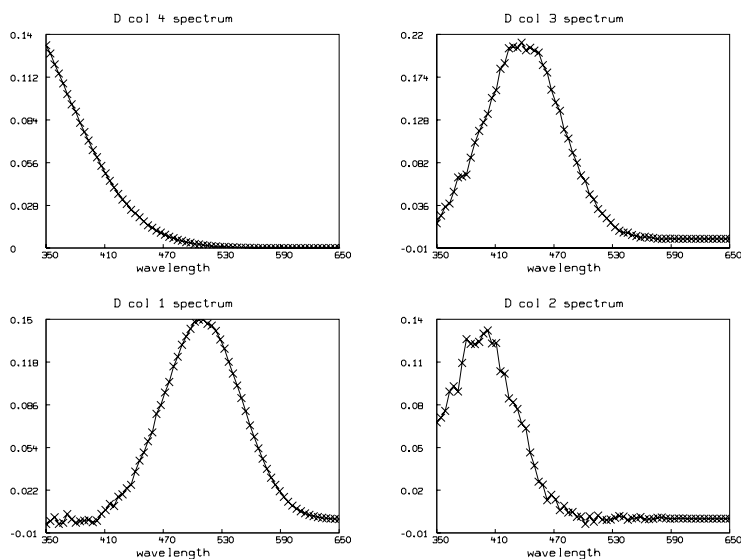 D col 4 spectrum
0.14
0.112
0.084
0.056
0.028
0
350 410 470 530 590 650
wavelength
D col 3 spectrum
0.22
0.174
0.128
0.082
0.036
-0.01
350 410 470 530 590 650
wavelength
D col 1 spectrum
0.15
0.118
0.086
0.054
0.022
-0.01
350 410 470 530 590 650
wavelength
D col 2 spectrum
0.14
0.11
0.08
0.05
0.02
-0.01
350 410 470 530 590 650
wavelength